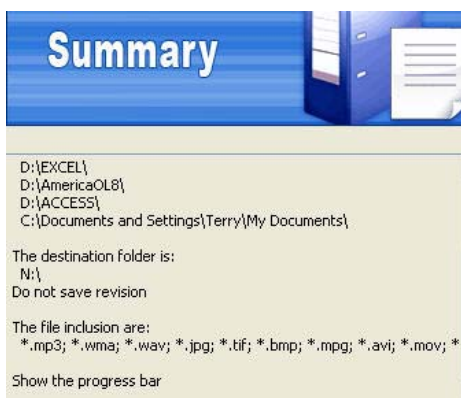 Summary
D:\EXCEL\
D:\AmericaOL8\
D:\ACCESS\
C:\Documents and Settings\Terry\My Documents\
The destination folder is:
N:\
Do not save revision
The file inclusion are:
*.mp3; *.wma; *.wav; *.jpg; *.tif; *.bmp; *.mpg; *.avi; *.mov; *
Show the progress bar